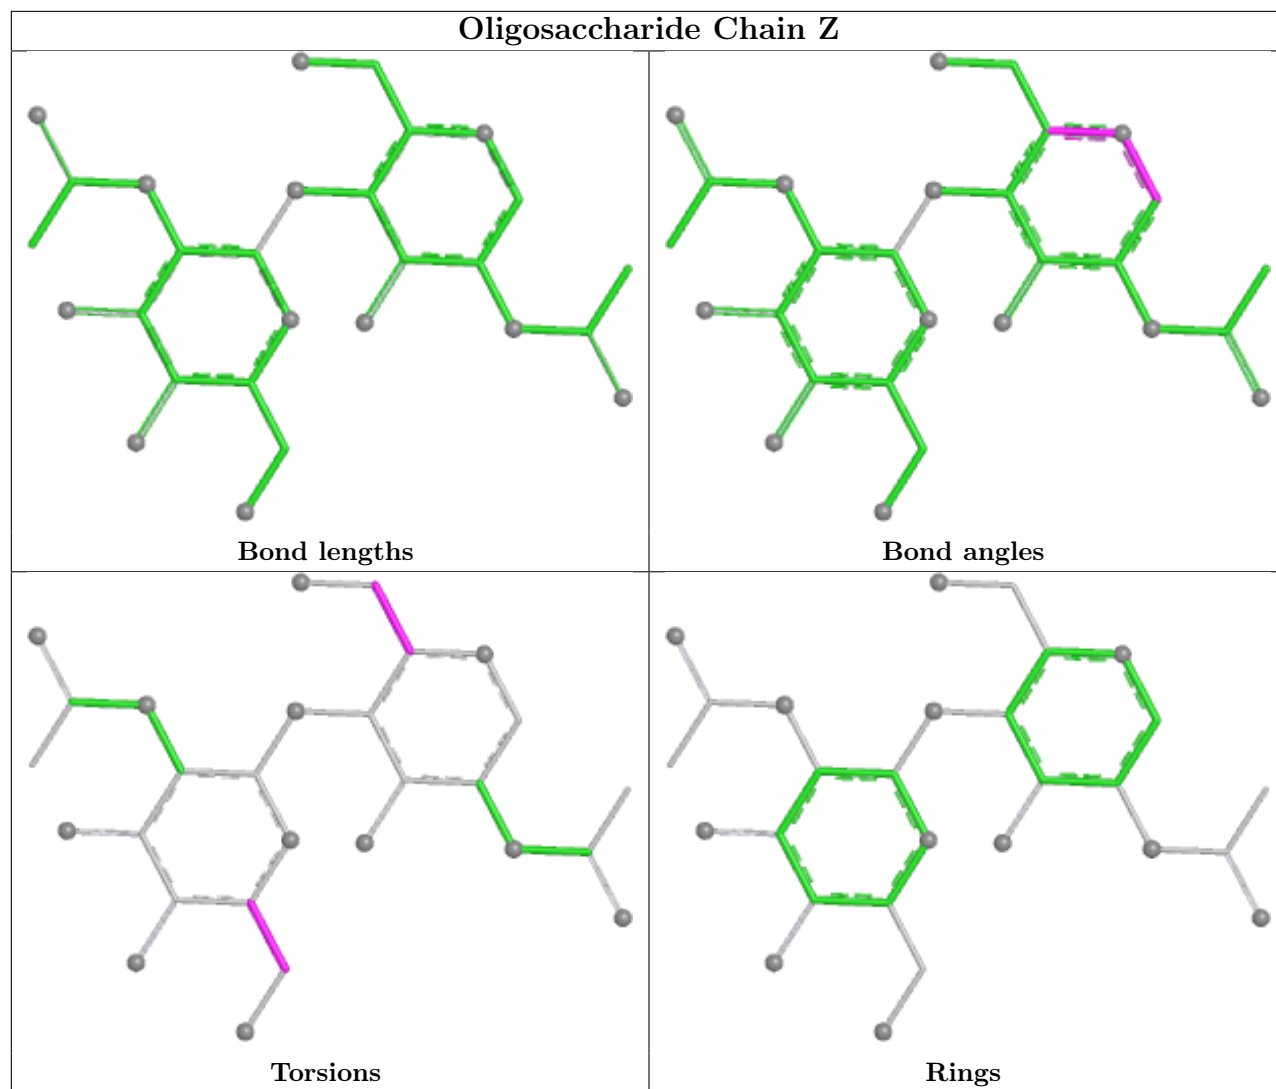 Oligosaccharide Chain Z
Bond lengths
Bond angles
Torsions
Rings